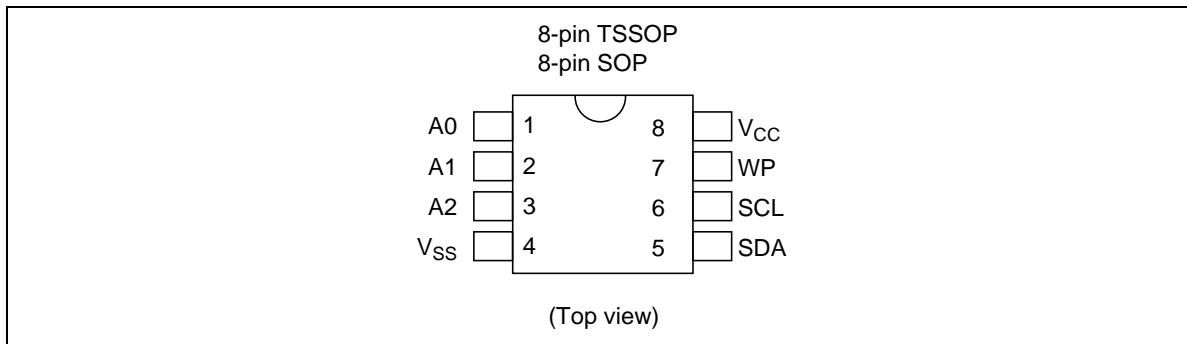 8-pin TSSOP
8-pin SOP
A0 1 8 VCC
A1 2 7 WP
A2 3 6 SCL
VSS 4 5 SDA
(Top view)